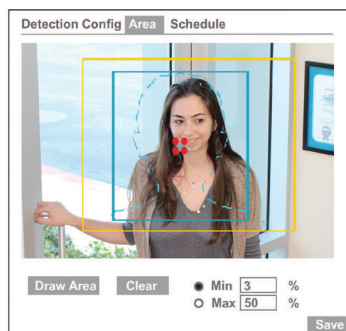 Detection Config Area Schedule
Draw Area Clear Min 3 %
Max 50 %
Save